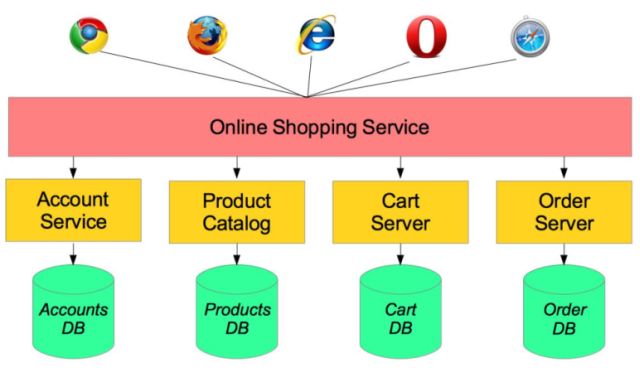 Online Shopping Service
Account
Service
Product
Catalog
Cart
Server
Order
Server
Accounts
DB
Products
DB
Cart
DB
Order
DB